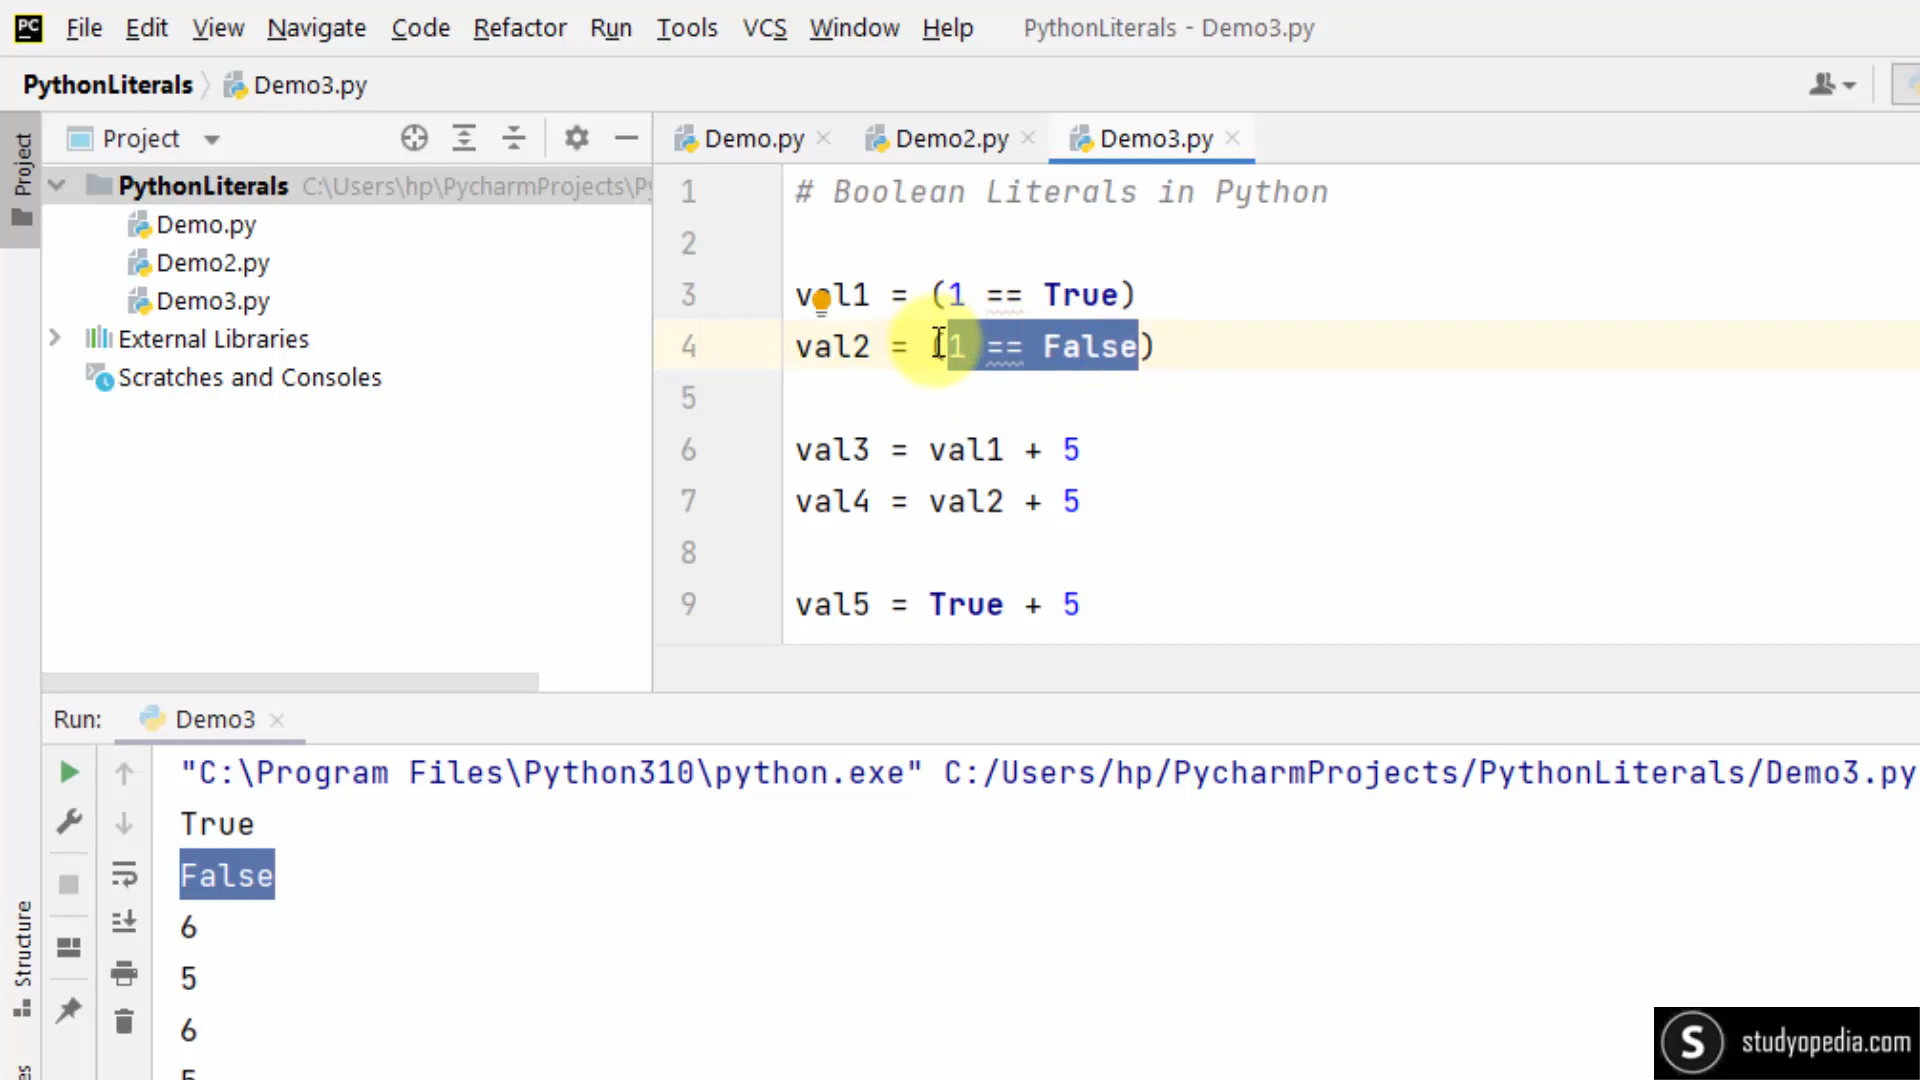 File Edit View Navigate Code Refactor Run Tools VCS Window Help PythonLiterals - Demo3.py
PythonLiterals Demo3.py
Project
Project
Demo.py Demo2.py Demo3.py
PythonLiterals C:\Users\hp\PycharmProjects\Py
Demo.py
Demo2.py
Demo3.py
External Libraries
Scratches and Consoles
1 # Boolean Literals in Python
2
3 val1 = (1 == True)
4 val2 = (1 == False)
5
6 val3 = val1 + 5
7 val4 = val2 + 5
8
9 val5 = True + 5
Run: Demo3
"C:\Program Files\Python310\python.exe" C:/Users/hp/PycharmProjects/PythonLiterals/Demo3.py
True
False
6
5
6
5
Structure
S studyopedia.com